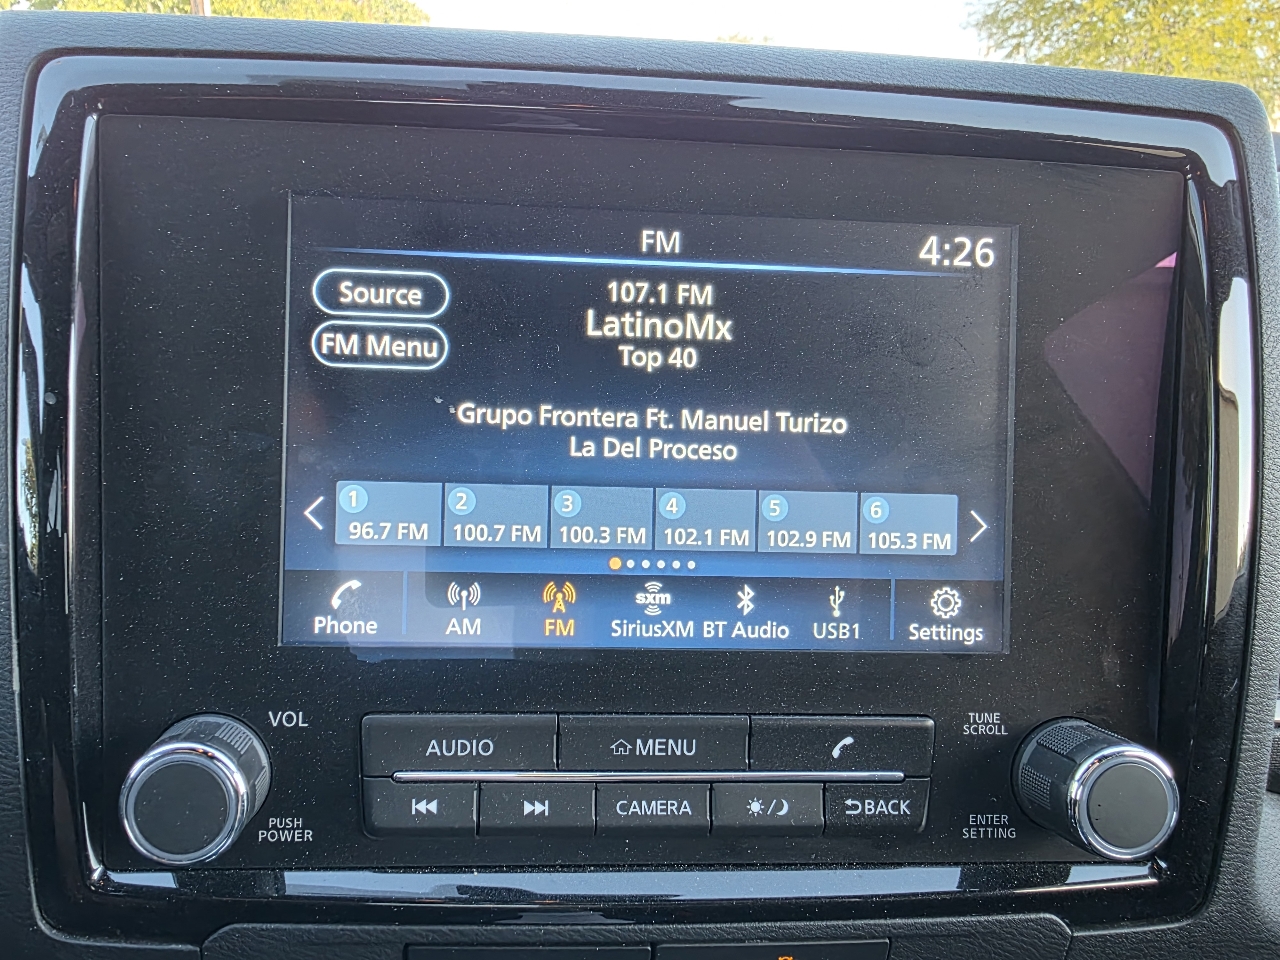 FM
4:26
Source
FM Menu
107.1 FM
LatinoMx
Top 40
Grupo Frontera Ft. Manuel Turizo
La Del Proceso
1 2 3 4 5 6
96.7 FM 100.7 FM 100.3 FM 102.1 FM 102.9 FM 105.3 FM
sxm
Phone AM FM SiriusXM BT Audio USB1 Settings
VOL
AUDIO MENU
TUNE
SCROLL
CAMERA BACK
PUSH
POWER
ENTER
SETTING